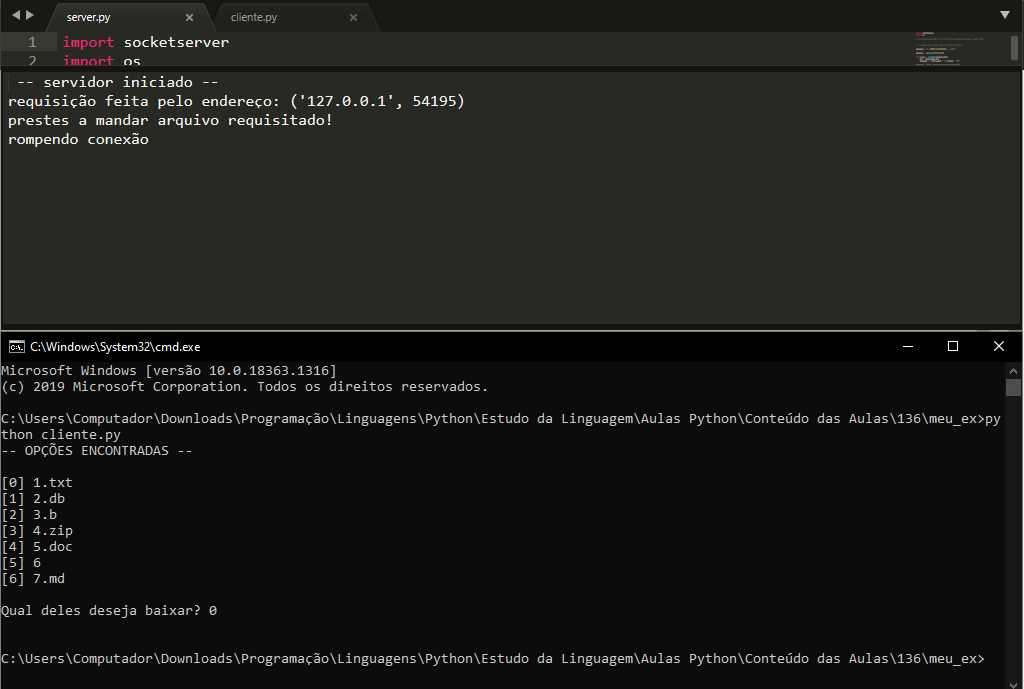 server.py
cliente.py
1 import socketserver
2 import os
-- servidor iniciado --
requisição feita pelo endereço: ('127.0.0.1', 54195)
prestes a mandar arquivo requisitado!
rompendo conexão
C:\Windows\System32\cmd.exe
Microsoft Windows [versão 10.0.18363.1316]
(c) 2019 Microsoft Corporation. Todos os direitos reservados.
C:\Users\Computador\Downloads\Programação\Linguagens\Python\Estudo da Linguagem\Aulas Python\Conteúdo das Aulas\136\meu_ex>py
thon cliente.py
-- OPÇÕES ENCONTRADAS --
[0] 1.txt
[1] 2.db
[2] 3.b
[3] 4.zip
[4] 5.doc
[5] 6
[6] 7.md
Qual deles deseja baixar? 0
C:\Users\Computador\Downloads\Programação\Linguagens\Python\Estudo da Linguagem\Aulas Python\Conteúdo das Aulas\136\meu_ex>